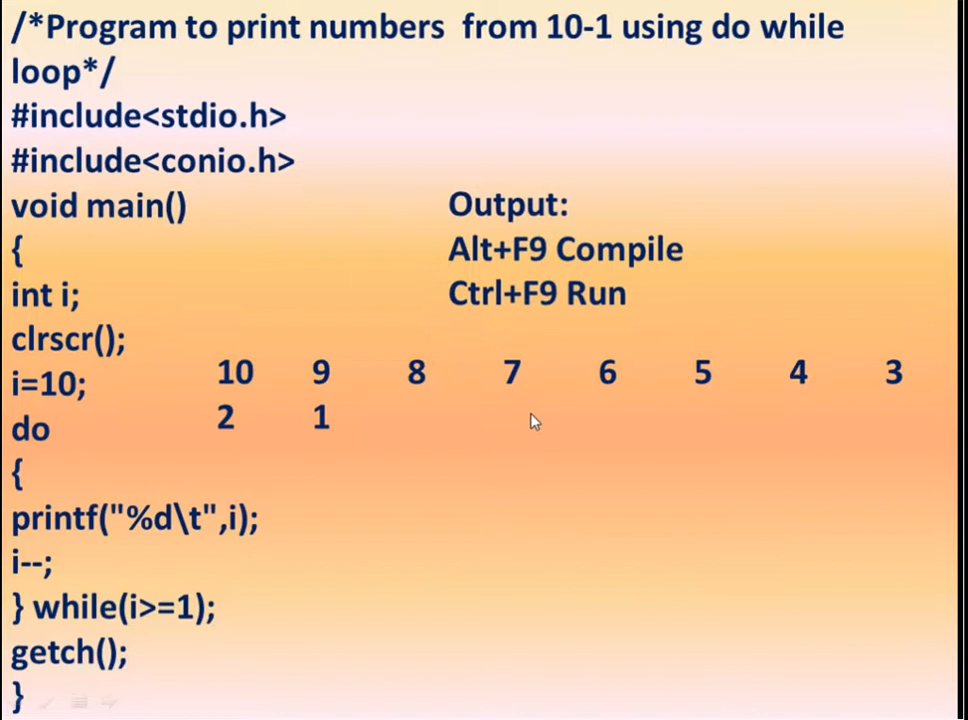 /*Program to print numbers from 10-1 using do while
loop*/
#include<stdio.h>
#include<conio.h>
void main()
{
int i;
clrscr();
i=10;
do
{
printf("%d\t",i);
i--;
} while(i>=1);
getch();
}
Output:
Alt+F9 Compile
Ctrl+F9 Run
10 9 8 7 6 5 4 3
2 1